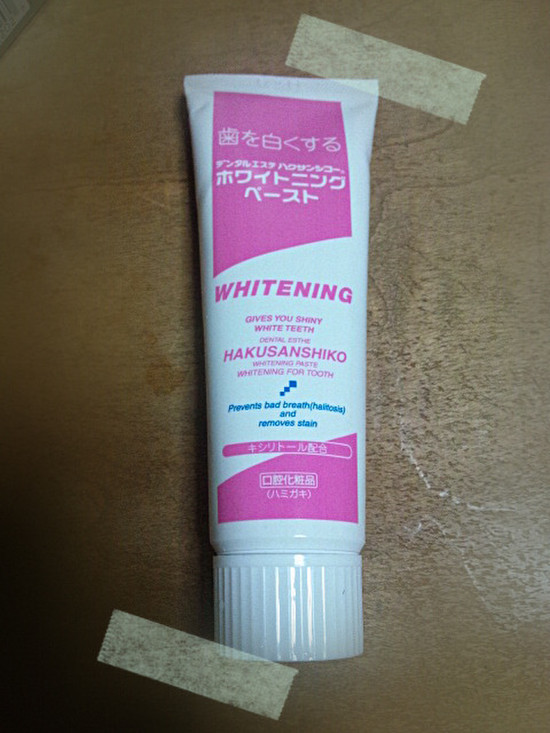 歯を白くする
デンタルエステ ハクサンシコー®
ホワイトニング
ペースト
WHITENING
GIVES YOU SHINY
WHITE TEETH
DENTAL ESTHE
HAKUSANSHIKO
WHITENING PASTE
WHITENING FOR TOOTH
Prevents bad breath(halitosis)
and
removes stain
キシリトール配合
口腔化粧品
(ハミガキ)